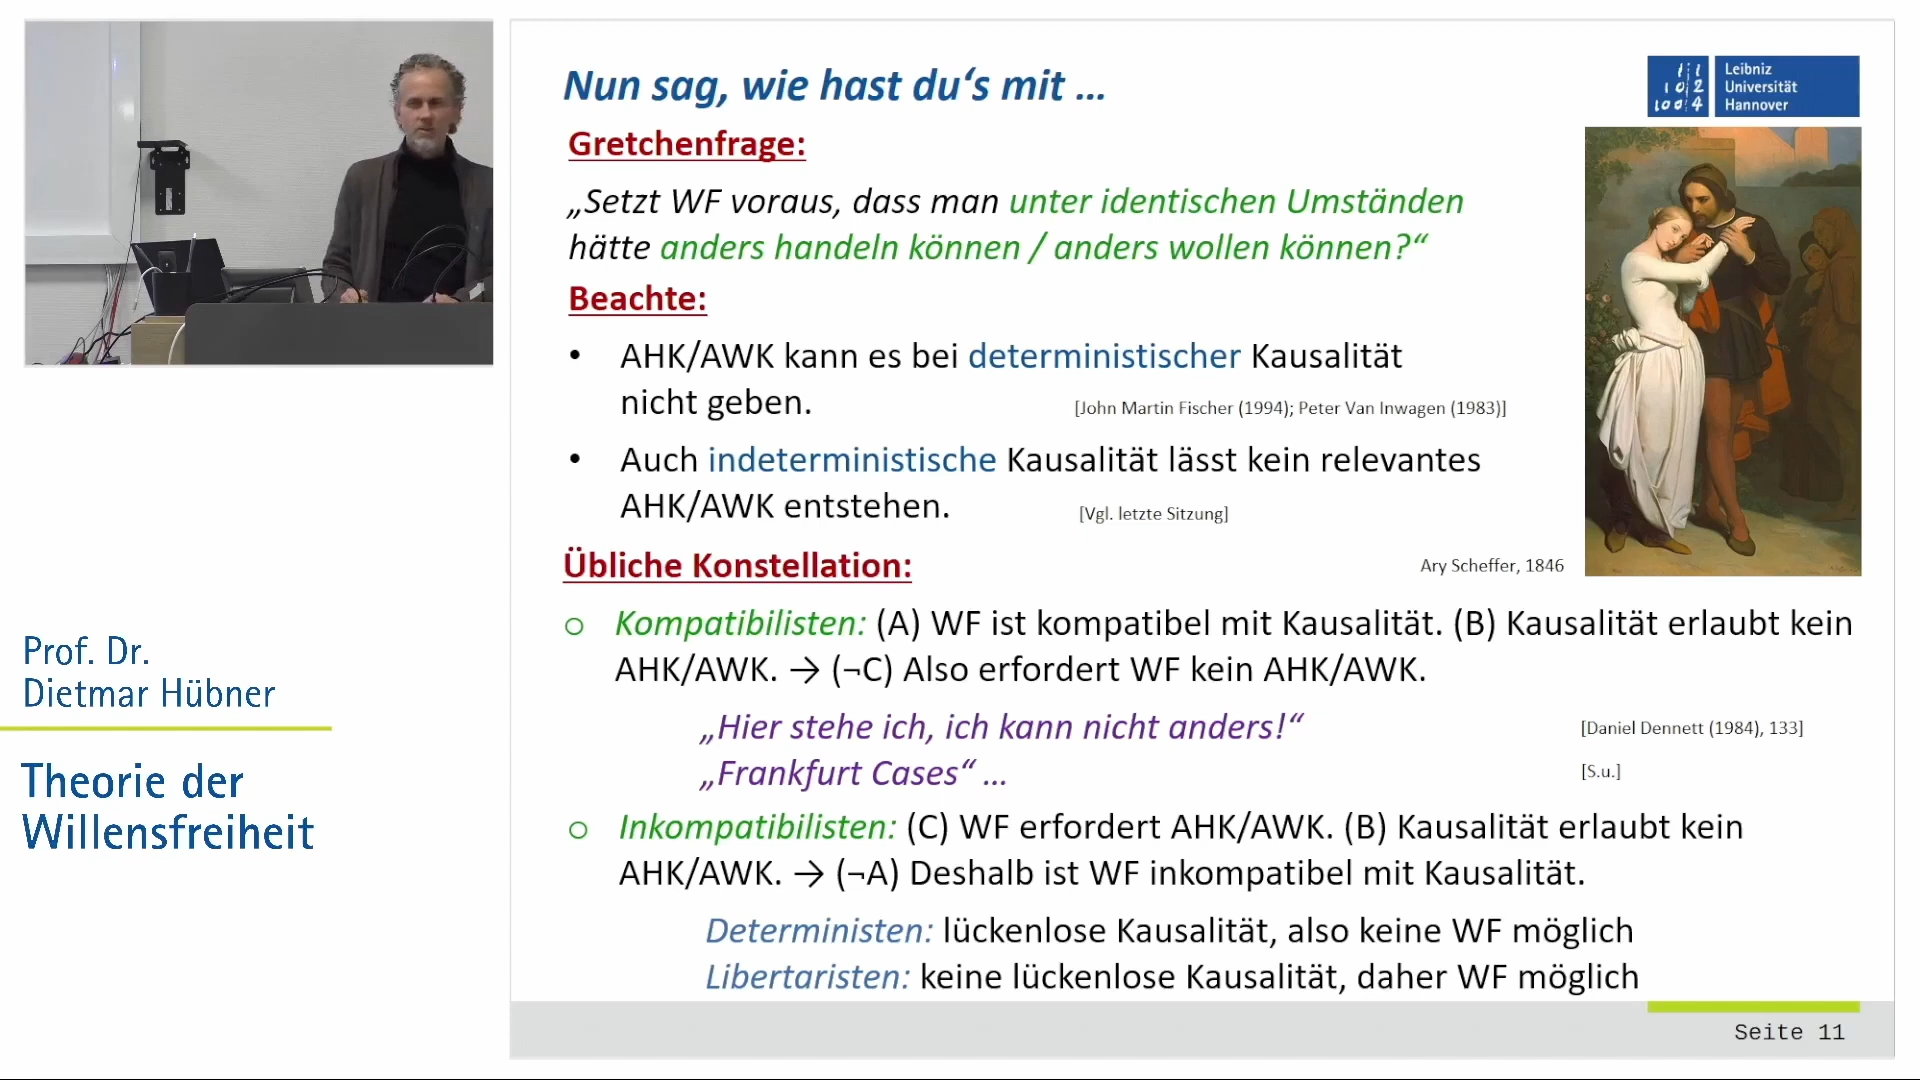 Nun sag, wie hast du‘s mit ...
Leibniz
Universität
Hannover
Gretchenfrage:
„Setzt WF voraus, dass man unter identischen Umständen
hätte anders handeln können / anders wollen können?“
Beachte:
• AHK/AWK kann es bei deterministischer Kausalität
nicht geben. [John Martin Fischer (1994); Peter Van Inwagen (1983)]
• Auch indeterministische Kausalität lässt kein relevantes
AHK/AWK entstehen. [Vgl. letzte Sitzung]
Übliche Konstellation:
Ary Scheffer, 1846
o Kompatibilisten: (A) WF ist kompatibel mit Kausalität. (B) Kausalität erlaubt kein
AHK/AWK. → (¬C) Also erfordert WF kein AHK/AWK.
„Hier stehe ich, ich kann nicht anders!“ [Daniel Dennett (1984), 133]
„Frankfurt Cases“ ... [S.u.]
o Inkompatibilisten: (C) WF erfordert AHK/AWK. (B) Kausalität erlaubt kein
AHK/AWK. → (¬A) Deshalb ist WF inkompatibel mit Kausalität.
Deterministen: lückenlose Kausalität, also keine WF möglich
Libertaristen: keine lückenlose Kausalität, daher WF möglich
Seite 11
Prof. Dr.
Dietmar Hübner
Theorie der
Willensfreiheit